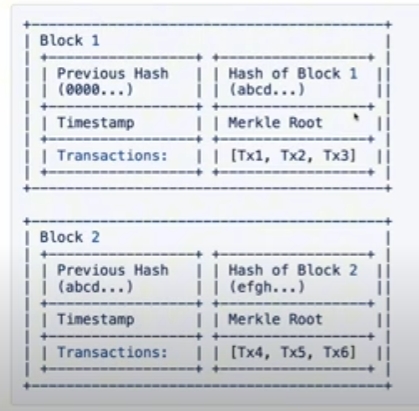 Block 1
Previous Hash Hash of Block 1
(0000...) (abcd...)
Timestamp Merkle Root
Transactions: [Tx1, Tx2, Tx3]
Block 2
Previous Hash Hash of Block 2
(abcd...) (efgh...)
Timestamp Merkle Root
Transactions: [Tx4, Tx5, Tx6]